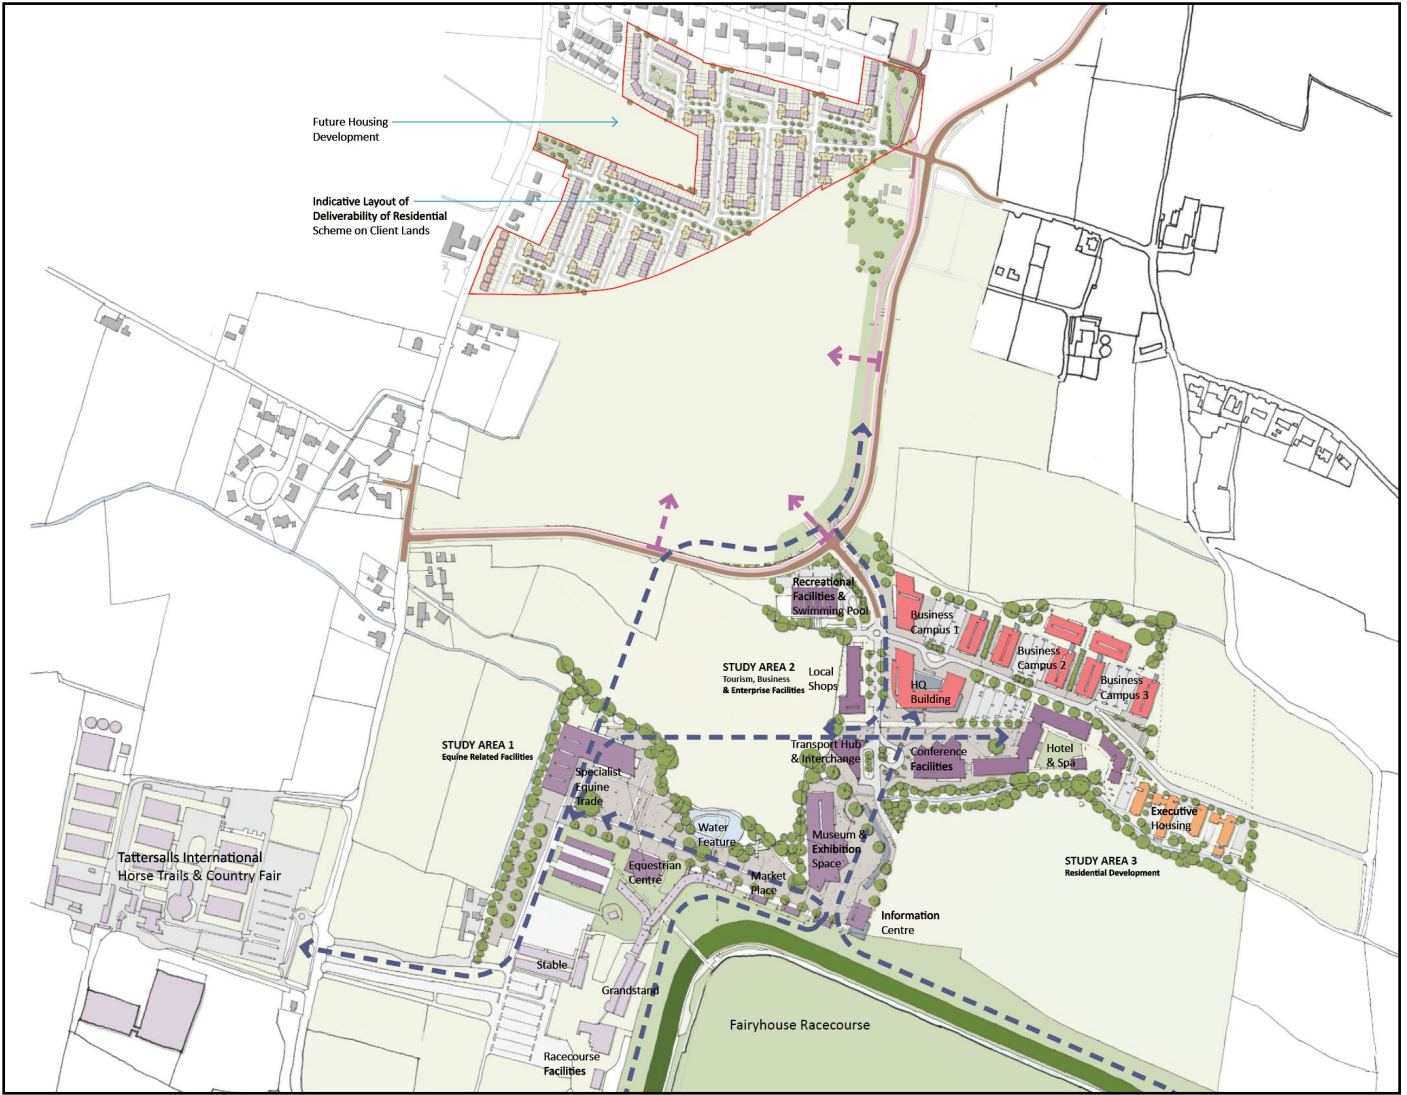 Future Housing
Development
Indicative Layout of
Deliverability of Residential
Scheme on Client Lands
Recreational
Facilities &
Swimming Pool
Business
Campus 1
Business
Campus 2
Business
Campus 3
STUDY AREA 2
Tourism, Business
& Enterprise Facilities
Local
Shops
HQ
Building
STUDY AREA 1
Equine Related Facilities
Transport Hub
& Interchange
Conference
Facilities
Hotel
& Spa
Specialist
Equine
Trade
Executive
Housing
Water
Feature
Museum &
Exhibition
Space
Tattersalls International
Horse Trails & Country Fair
Equestrian
Centre
Market
Place
STUDY AREA 3
Residential Development
Information
Centre
Stable
Grandstand
Fairyhouse Racecourse
Racecourse
Facilities